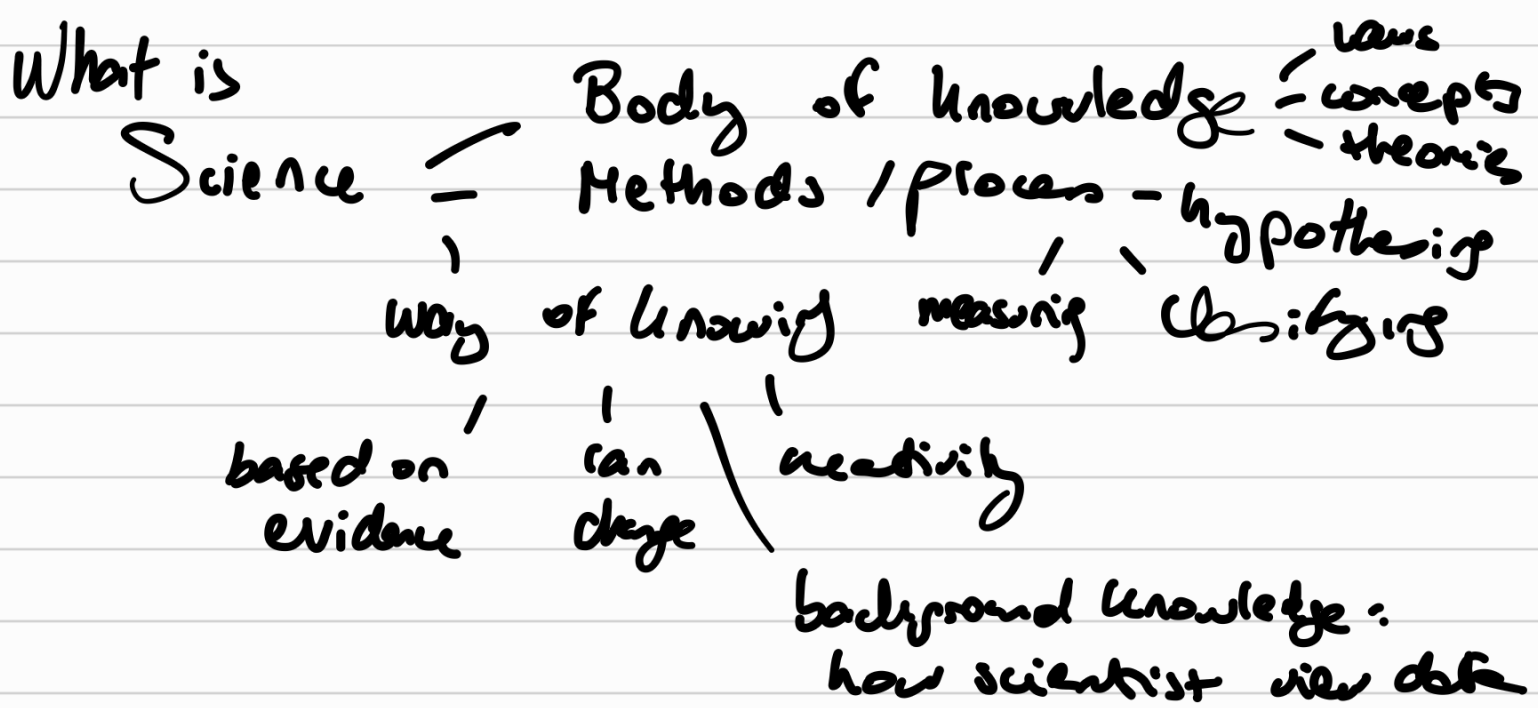 What is
Science
Body of knowledge
laws
concepts
theories
Methods / process
hypothesing
measuring
classifying
way of knowing
based on
evidence
can
change
creativity
background knowledge :
how scientist view data